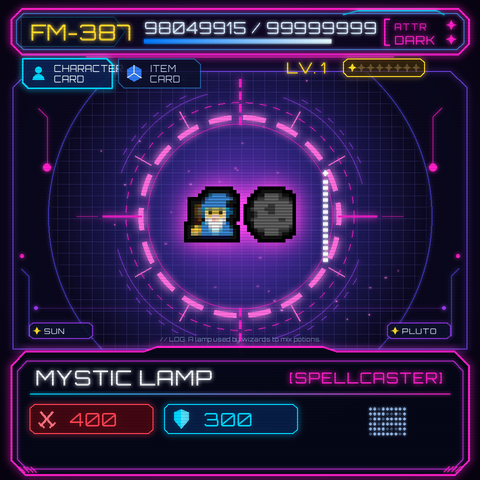 FM-387
98049915 / 99999999
ATTR
DARK
CHARACTER
CARD
ITEM
CARD
LV.1
SUN
PLUTO
// LOG: A lamp used by wizards to mix potions.
MYSTIC LAMP
[SPELLCASTER]
400
300